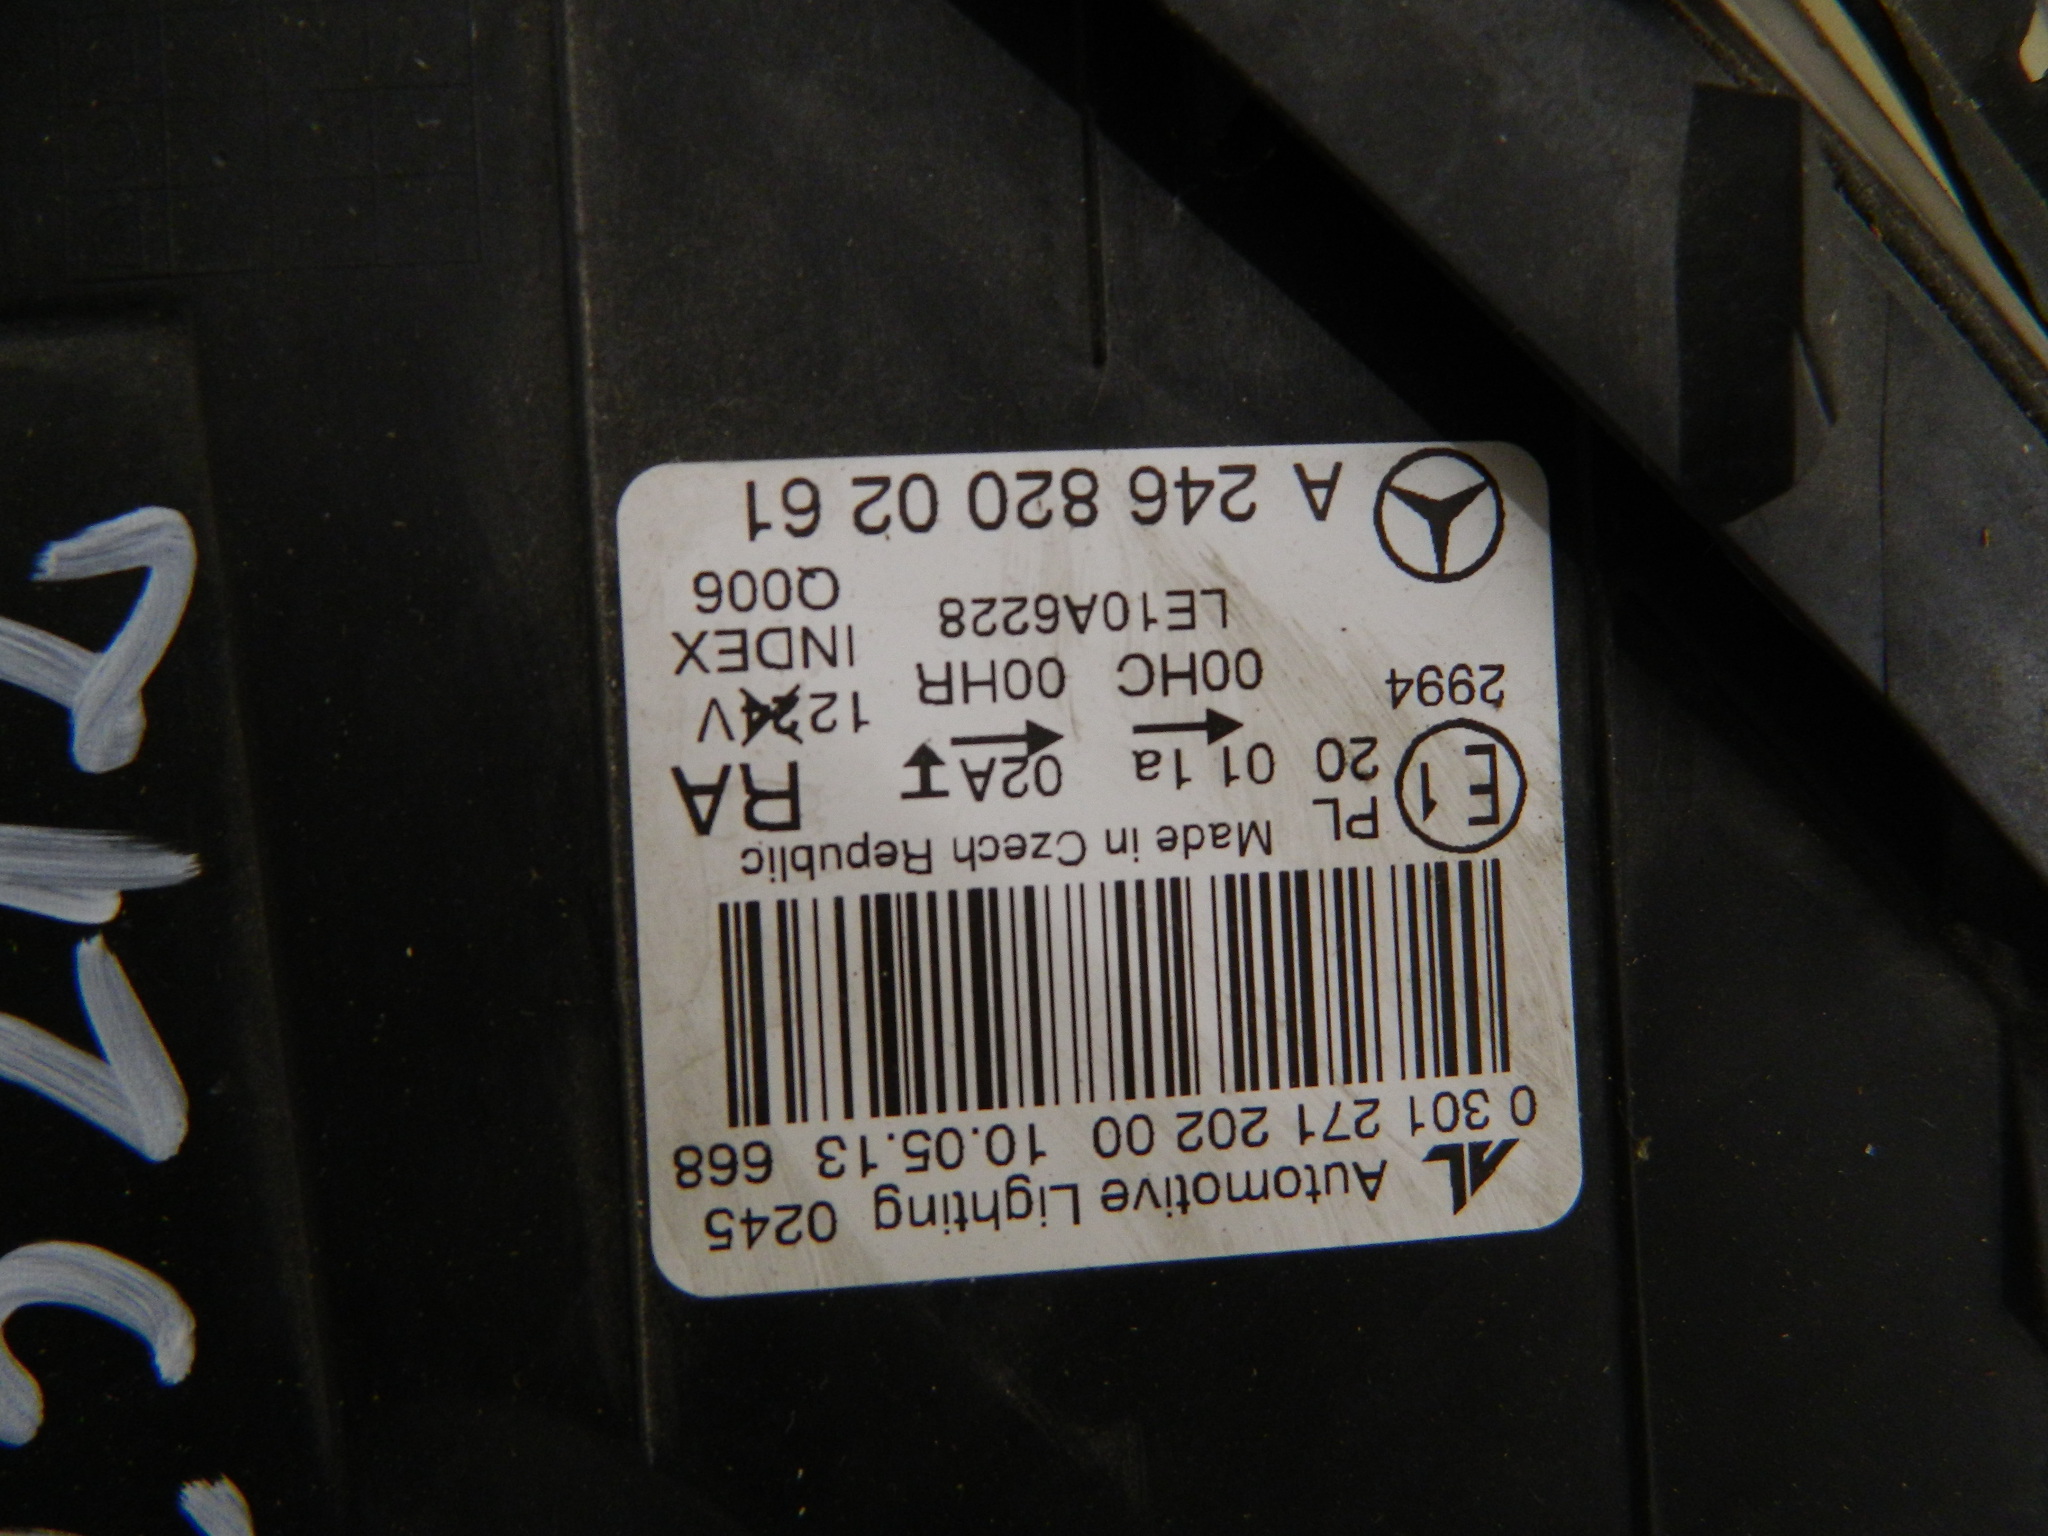 Automotive Lighting 0245
0 301 271 202 00 10.05.13 668
Made in Czech Republic
E1 PL 20 01 1a 02A RA
2994 00HC 00HR 12 V
LE10A6228 INDEX
Q006
A 246 820 02 61